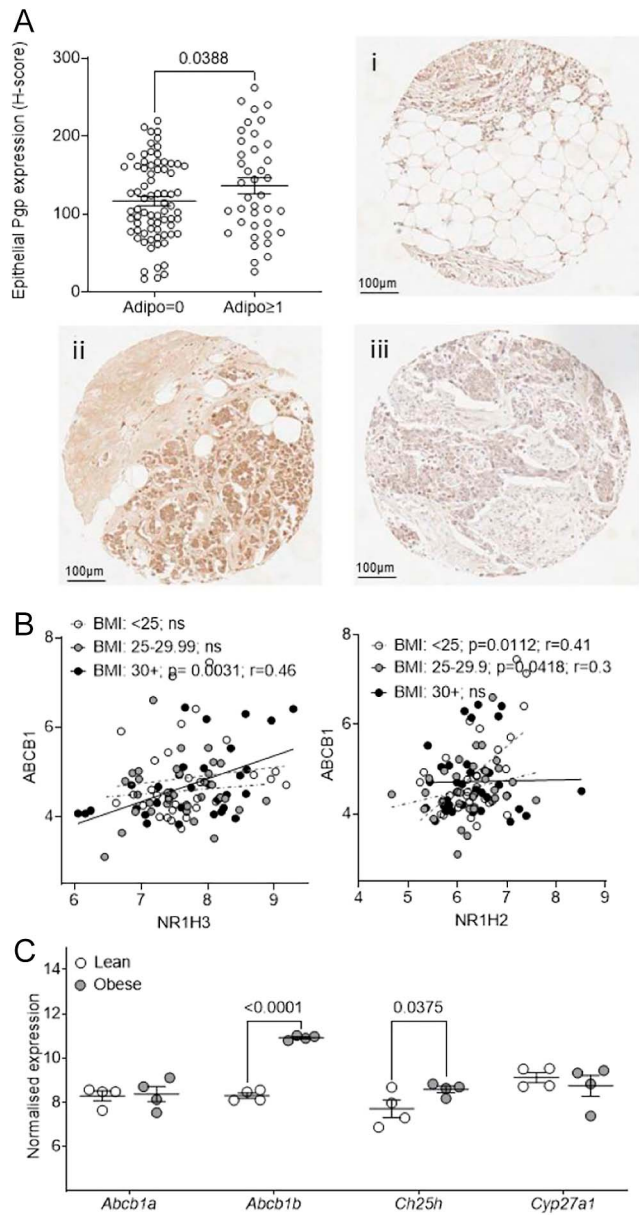 A
Epithelial Pgp expression (H-score)
300
200
100
0
0.0388
Adipo=0
Adipo≥1
i
100μm
ii
100μm
iii
100μm
B
BMI: <25; ns
BMI: 25-29.99; ns
BMI: 30+; p= 0.0031, r=0.46
ABCB1
8
6
4
6
7
8
9
NR1H3
BMI: <25; p=0.0112; r=0.41
BMI: 25-29.9; p=0.0418; r=0.3
BMI: 30+; ns
ABCB1
8
6
4
4
5
6
7
8
9
NR1H2
C
Lean
Obese
Normalised expression
14
12
10
8
6
<0.0001
0.0375
Abcb1a
Abcb1b
Ch25h
Cyp27a1